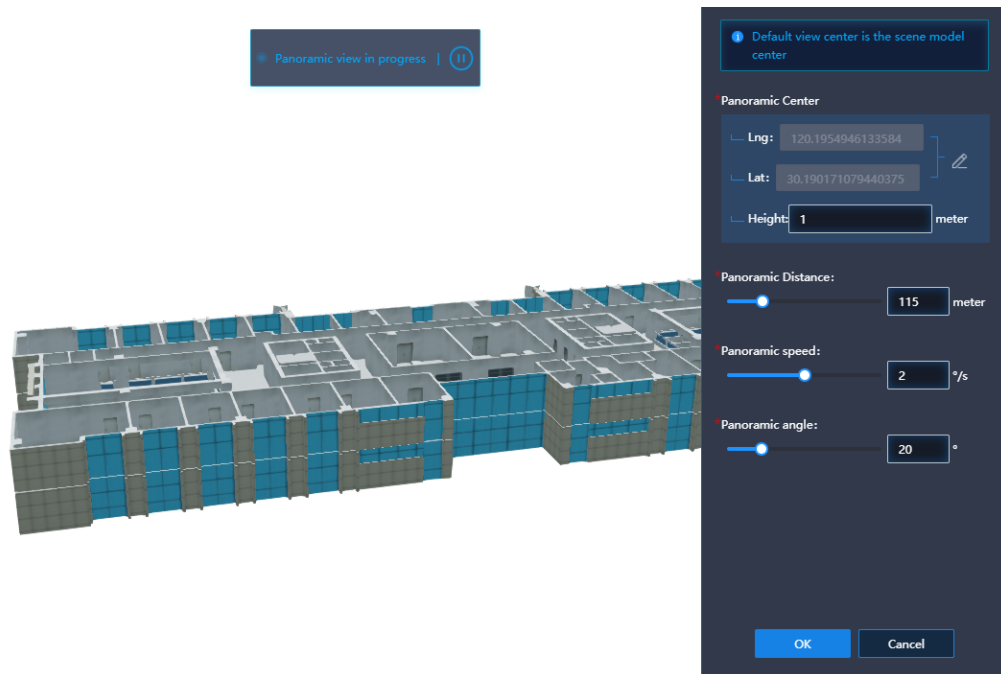 Panoramic view in progress |
Default view center is the scene model
center
*Panoramic Center
Lng: 120.1954946133584
Lat: 30.190171079440375
Height: 1 meter
*Panoramic Distance:
115 meter
*Panoramic speed:
2 °/s
*Panoramic angle:
20 °
OK Cancel